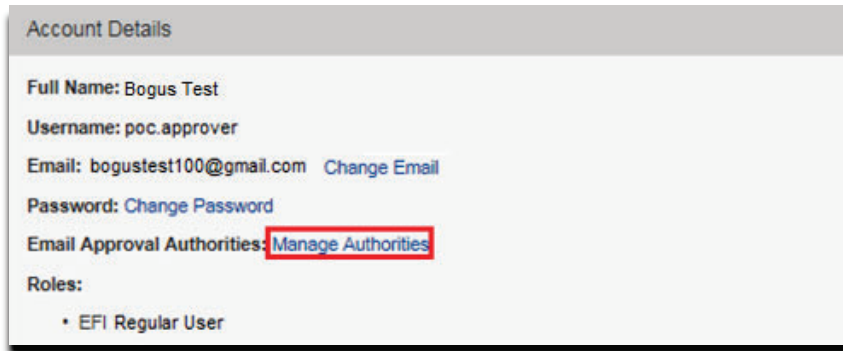 Account Details
Full Name: Bogus Test
Username: poc.approver
Email: bogustest100@gmail.com Change Email
Password: Change Password
Email Approval Authorities: Manage Authorities
Roles:
• EFI Regular User